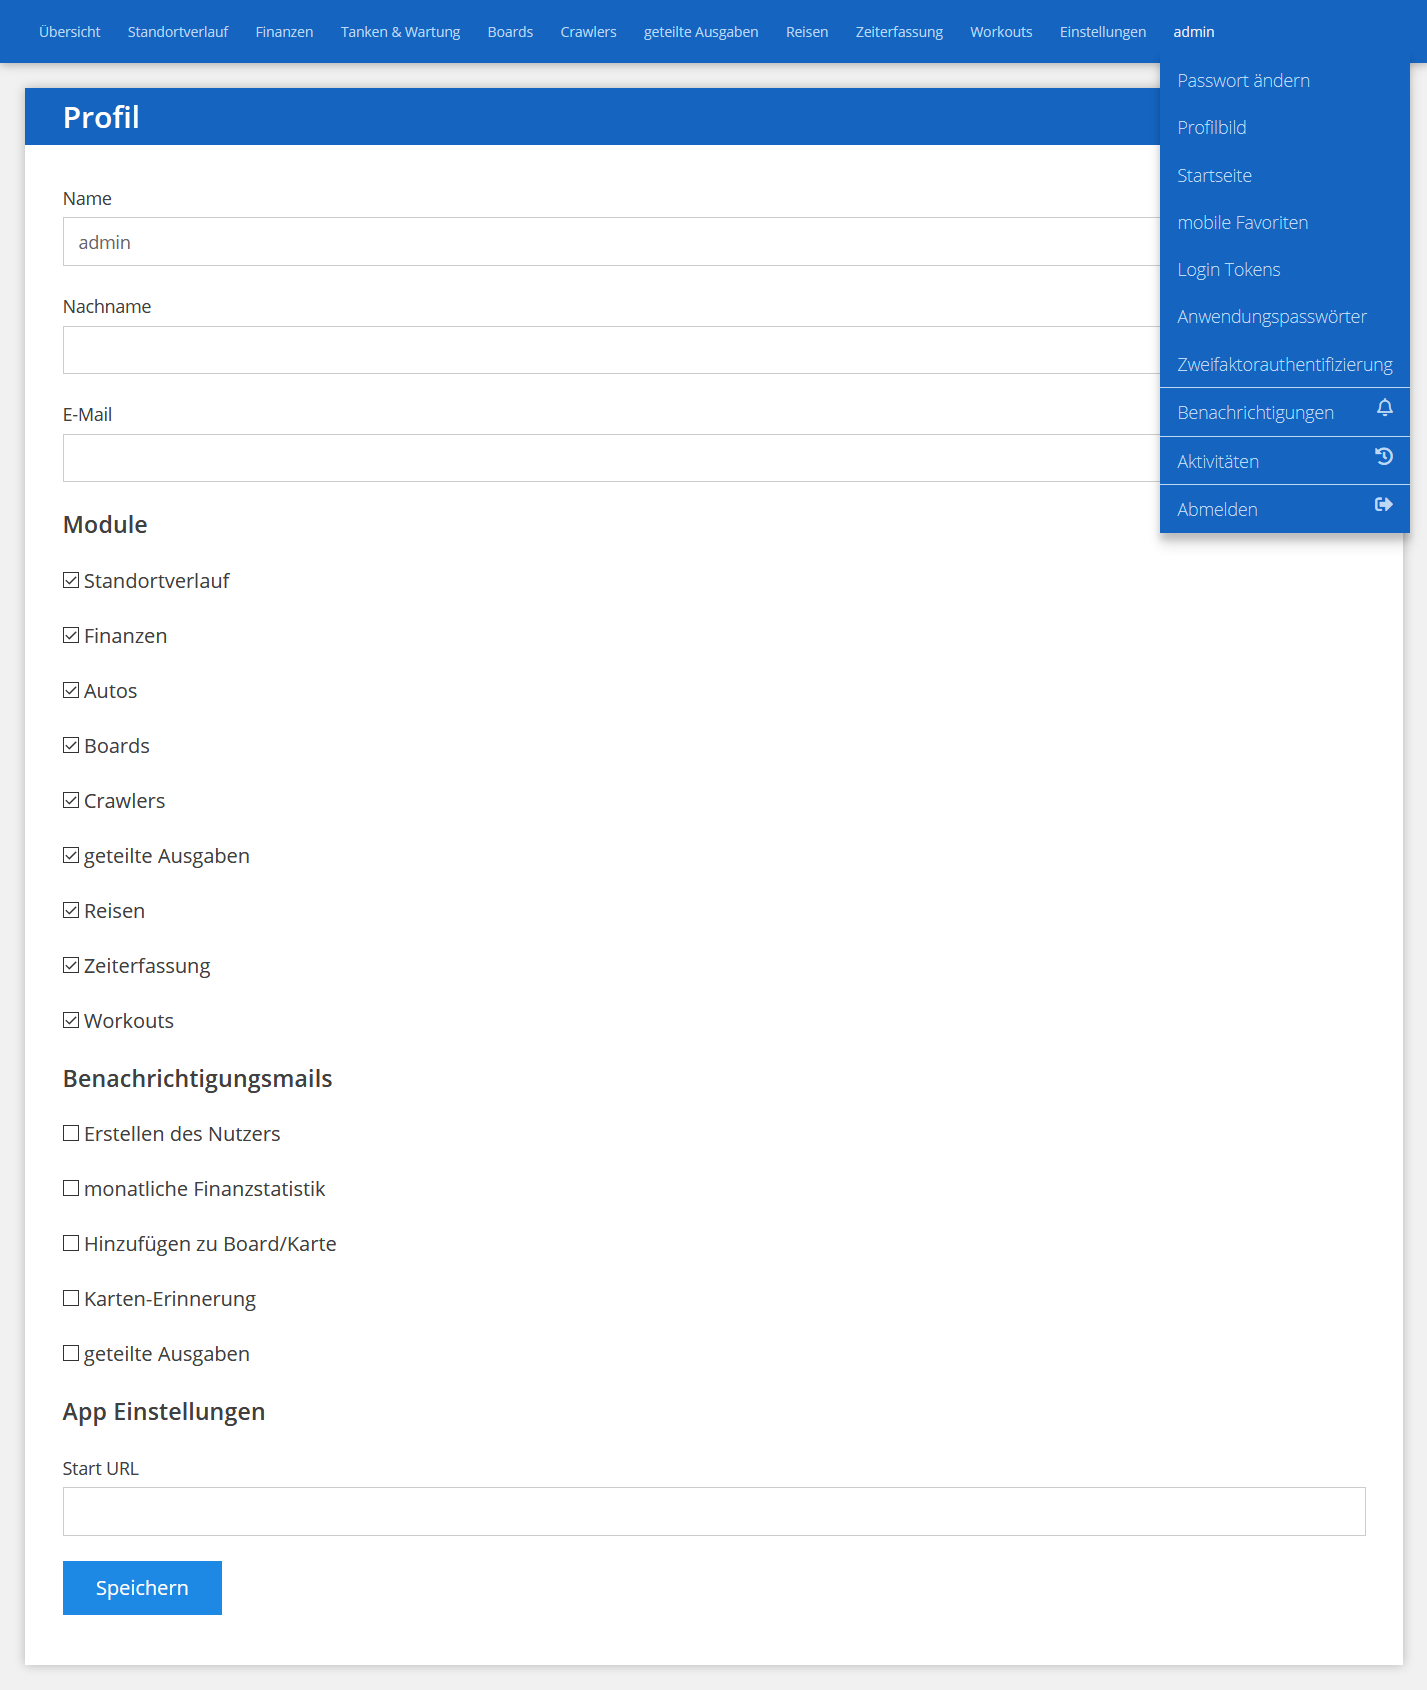 Übersicht Standortverlauf Finanzen Tanken & Wartung Boards Crawlers geteilte Ausgaben Reisen Zeiterfassung Workouts Einstellungen admin
Passwort ändern
Profilbild
Startseite
mobile Favoriten
Login Tokens
Anwendungspasswörter
Zweifaktorauthentifizierung
Benachrichtigungen
Aktivitäten
Abmelden
Profil
Name
admin
Nachname
E-Mail
Module
Standortverlauf
Finanzen
Autos
Boards
Crawlers
geteilte Ausgaben
Reisen
Zeiterfassung
Workouts
Benachrichtigungsmails
Erstellen des Nutzers
monatliche Finanzstatistik
Hinzufügen zu Board/Karte
Karten-Erinnerung
geteilte Ausgaben
App Einstellungen
Start URL
Speichern